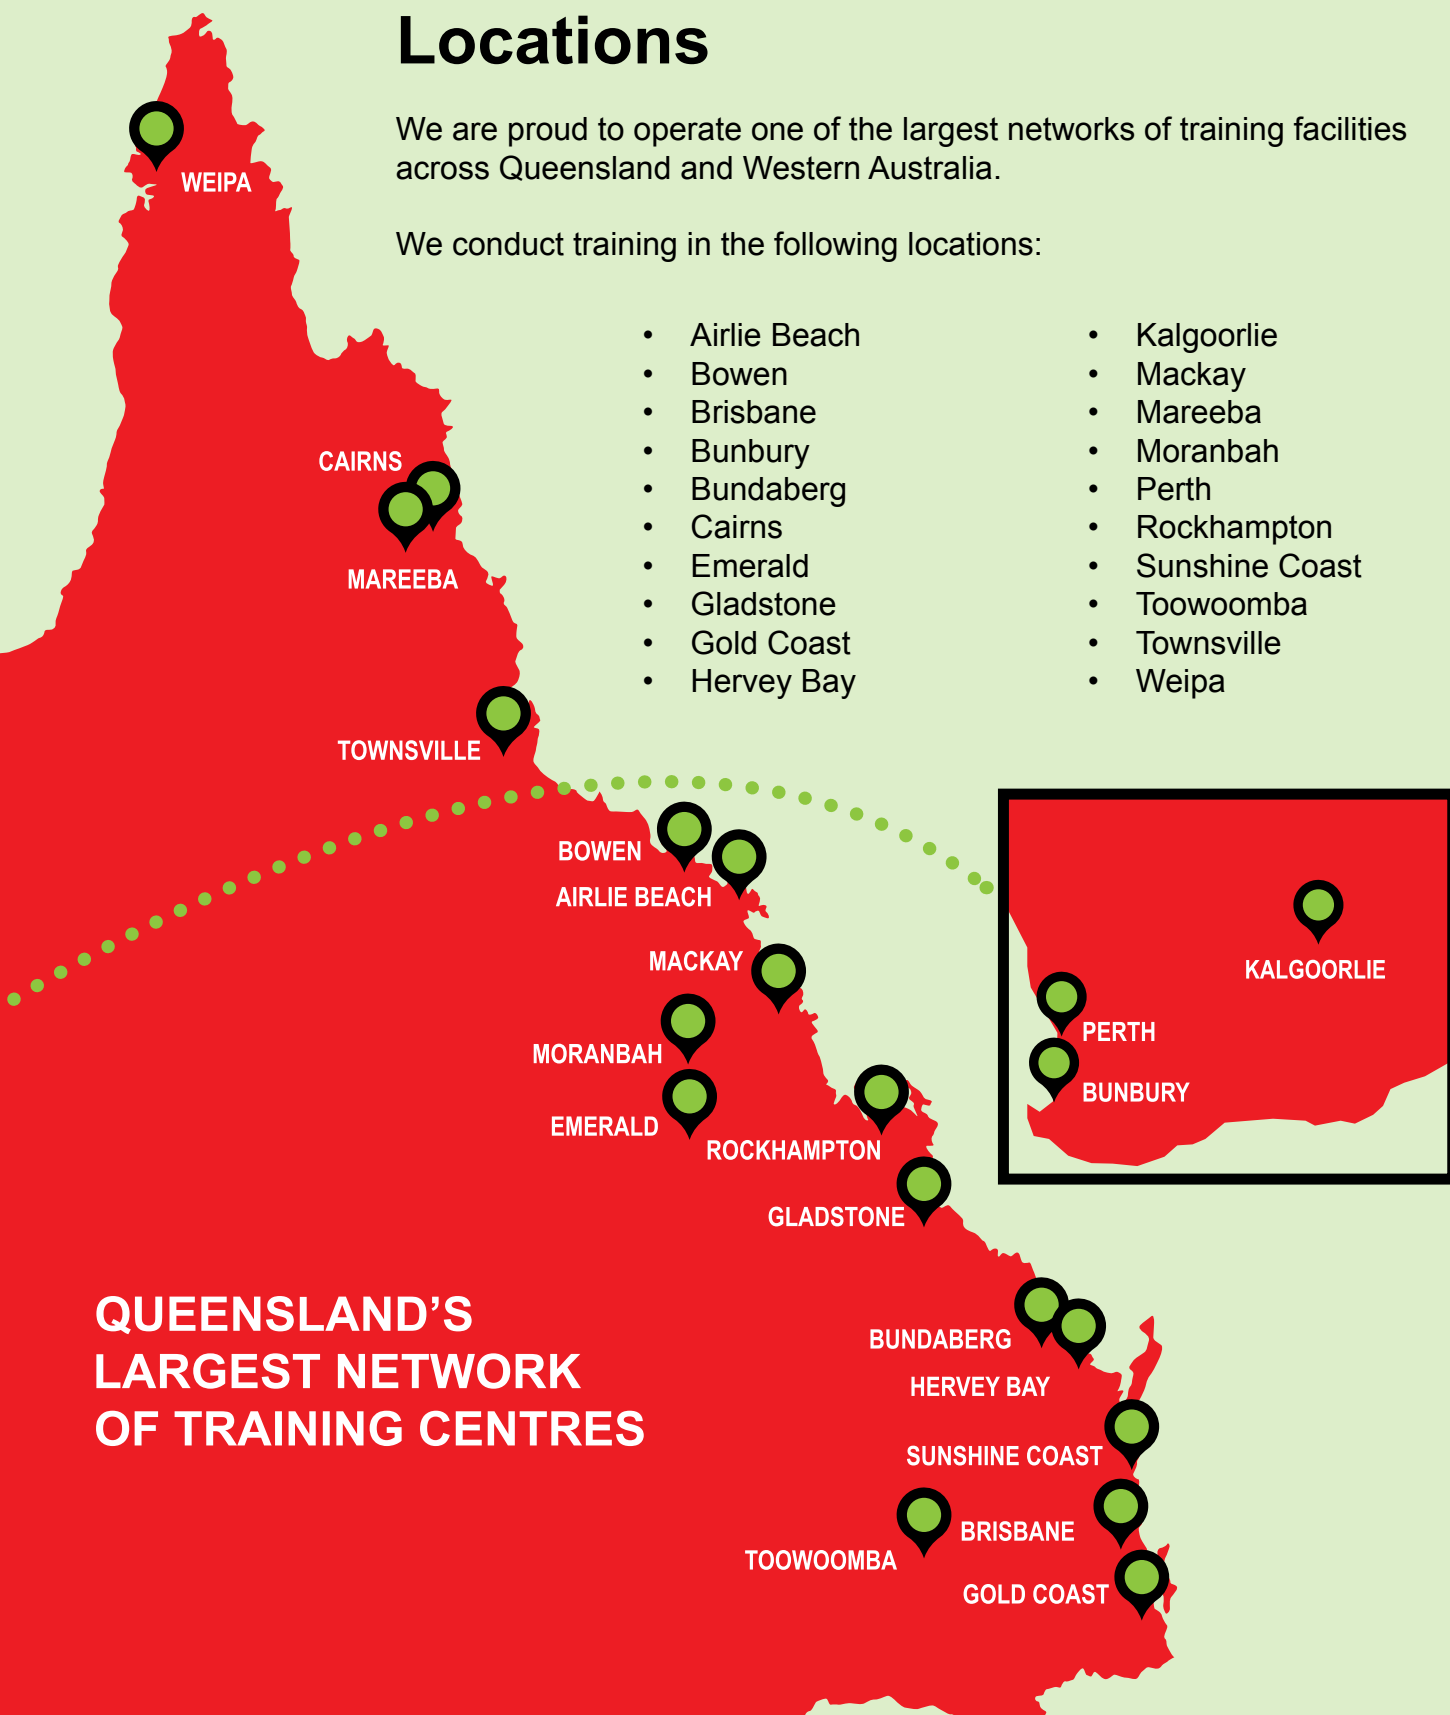 Locations
We are proud to operate one of the largest networks of training facilities
across Queensland and Western Australia.
We conduct training in the following locations:
• Airlie Beach
• Bowen
• Brisbane
• Bunbury
• Bundaberg
• Cairns
• Emerald
• Gladstone
• Gold Coast
• Hervey Bay
• Kalgoorlie
• Mackay
• Mareeba
• Moranbah
• Perth
• Rockhampton
• Sunshine Coast
• Toowoomba
• Townsville
• Weipa
WEIPA
CAIRNS
MAREEBA
TOWNSVILLE
BOWEN
AIRLIE BEACH
MACKAY
MORANBAH
EMERALD
ROCKHAMPTON
GLADSTONE
KALGOORLIE
PERTH
BUNBURY
QUEENSLAND’S
LARGEST NETWORK
OF TRAINING CENTRES
BUNDABERG
HERVEY BAY
SUNSHINE COAST
BRISBANE
TOOWOOMBA
GOLD COAST